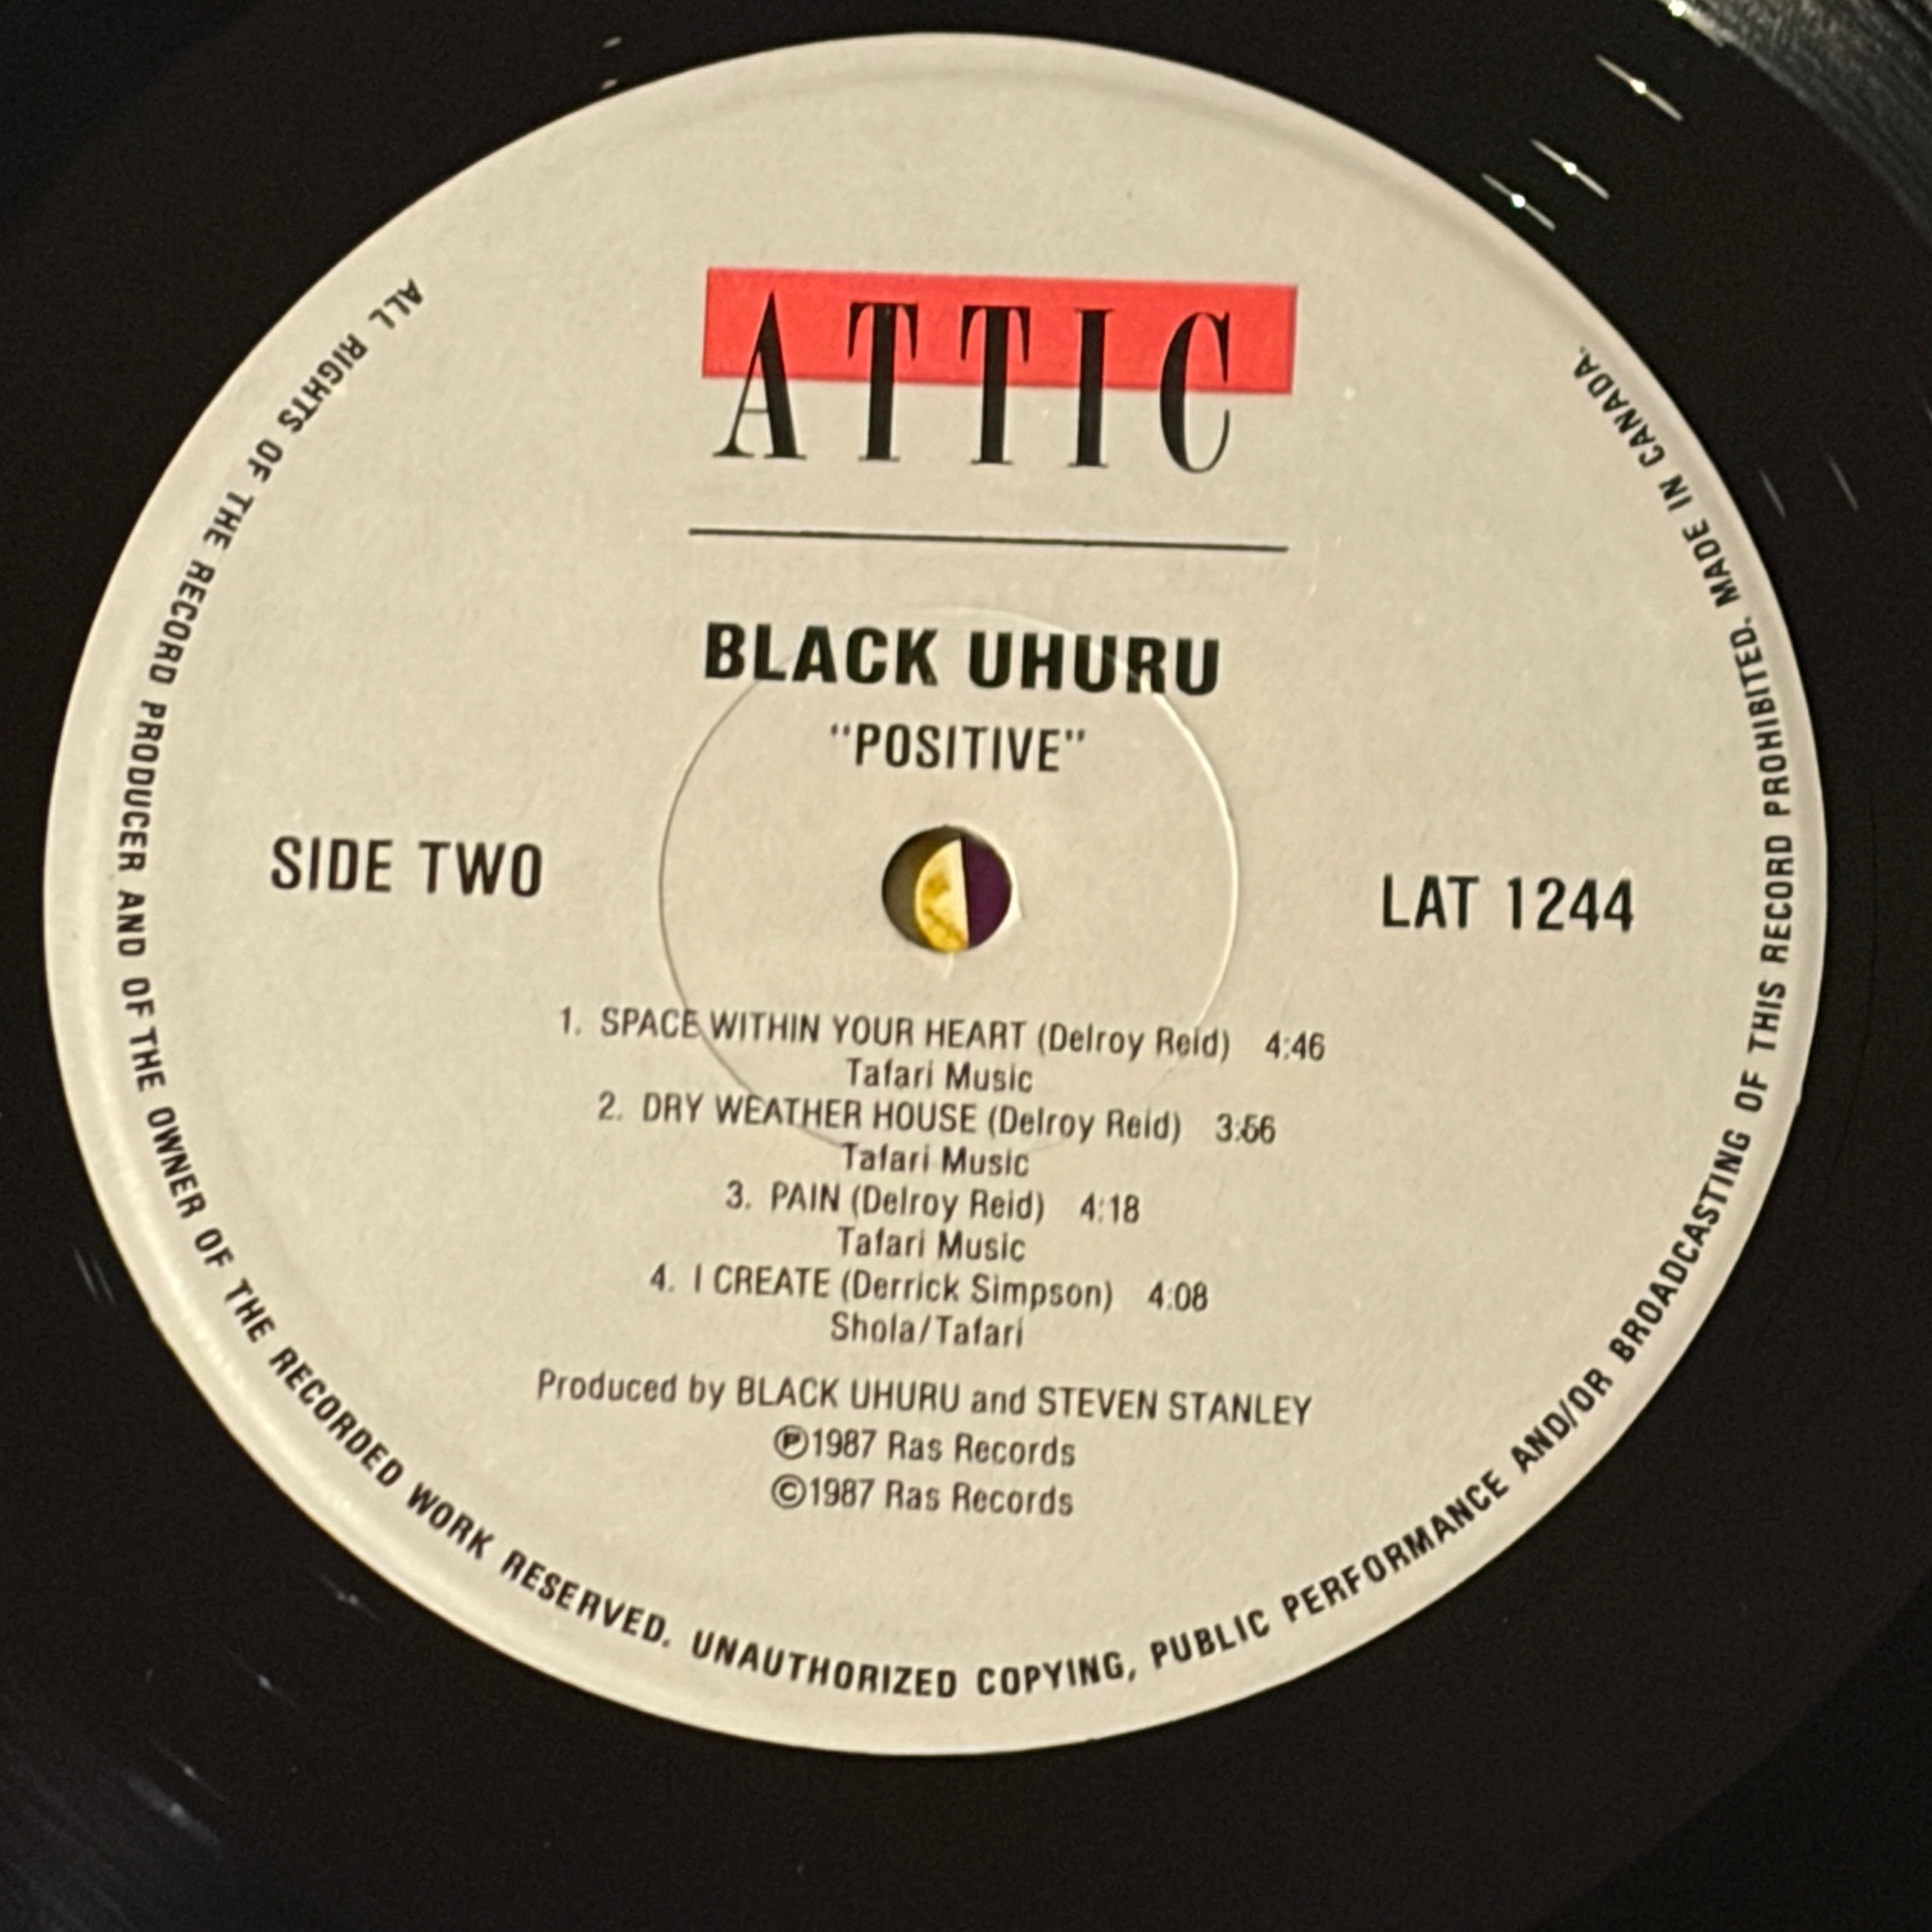 ATTIC
BLACK UHURU
"POSITIVE"
SIDE TWO
LAT 1244
1. SPACE WITHIN YOUR HEART (Delroy Reid) 4:46
Tafari Music
2. DRY WEATHER HOUSE (Delroy Reid) 3:56
Tafari Music
3. PAIN (Delroy Reid) 4:18
Tafari Music
4. I CREATE (Derrick Simpson) 4:08
Shola/Tafari
Produced by BLACK UHURU and STEVEN STANLEY
℗1987 Ras Records
©1987 Ras Records
ALL RIGHTS OF THE RECORD PRODUCER AND OF THE OWNER OF THE RECORDED WORK RESERVED. UNAUTHORIZED COPYING, PUBLIC PERFORMANCE AND/OR BROADCASTING OF THIS RECORD PROHIBITED. MADE IN CANADA.